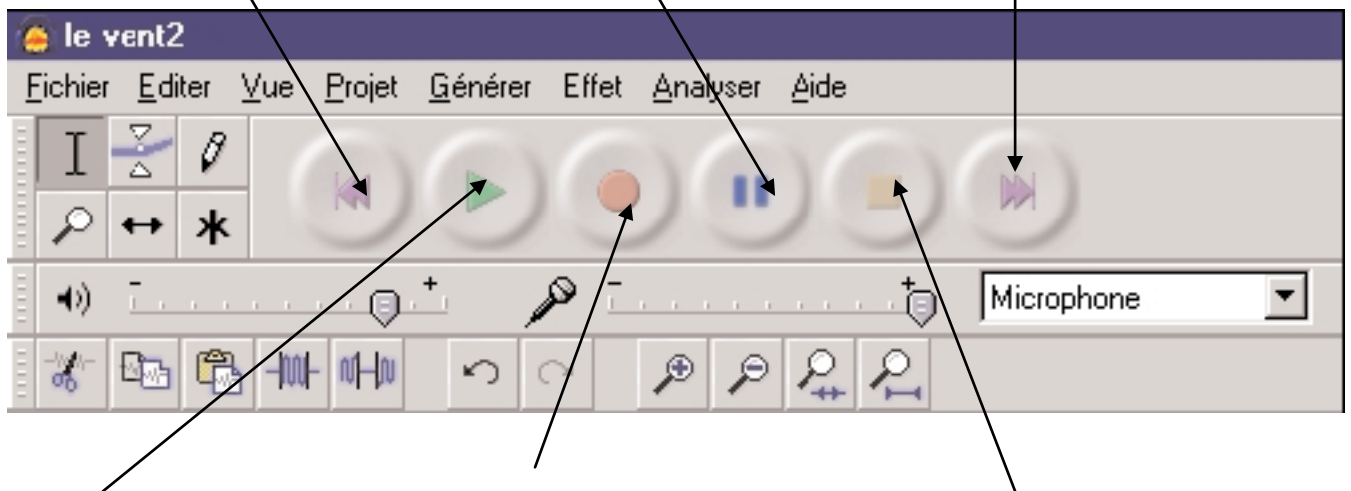 le vent2
Fichier Editer Vue Projet Générer Effet Analyser Aide
- + - + Microphone